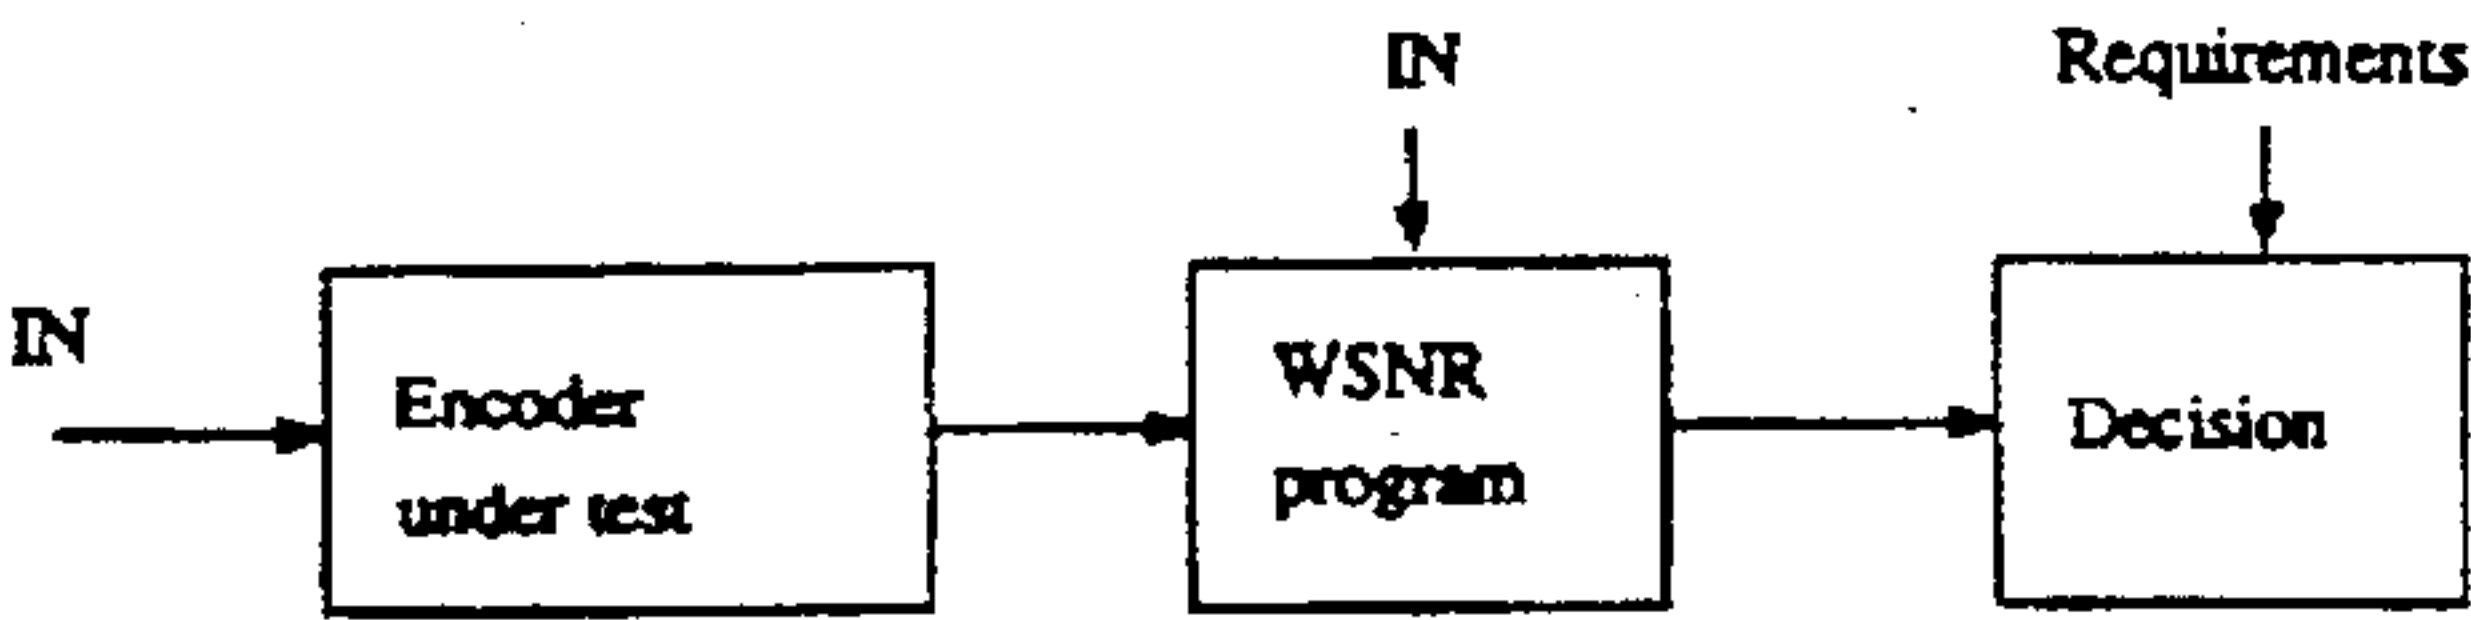 IN
Requirements
IN
Encoder
under test
WSNR
program
Decision